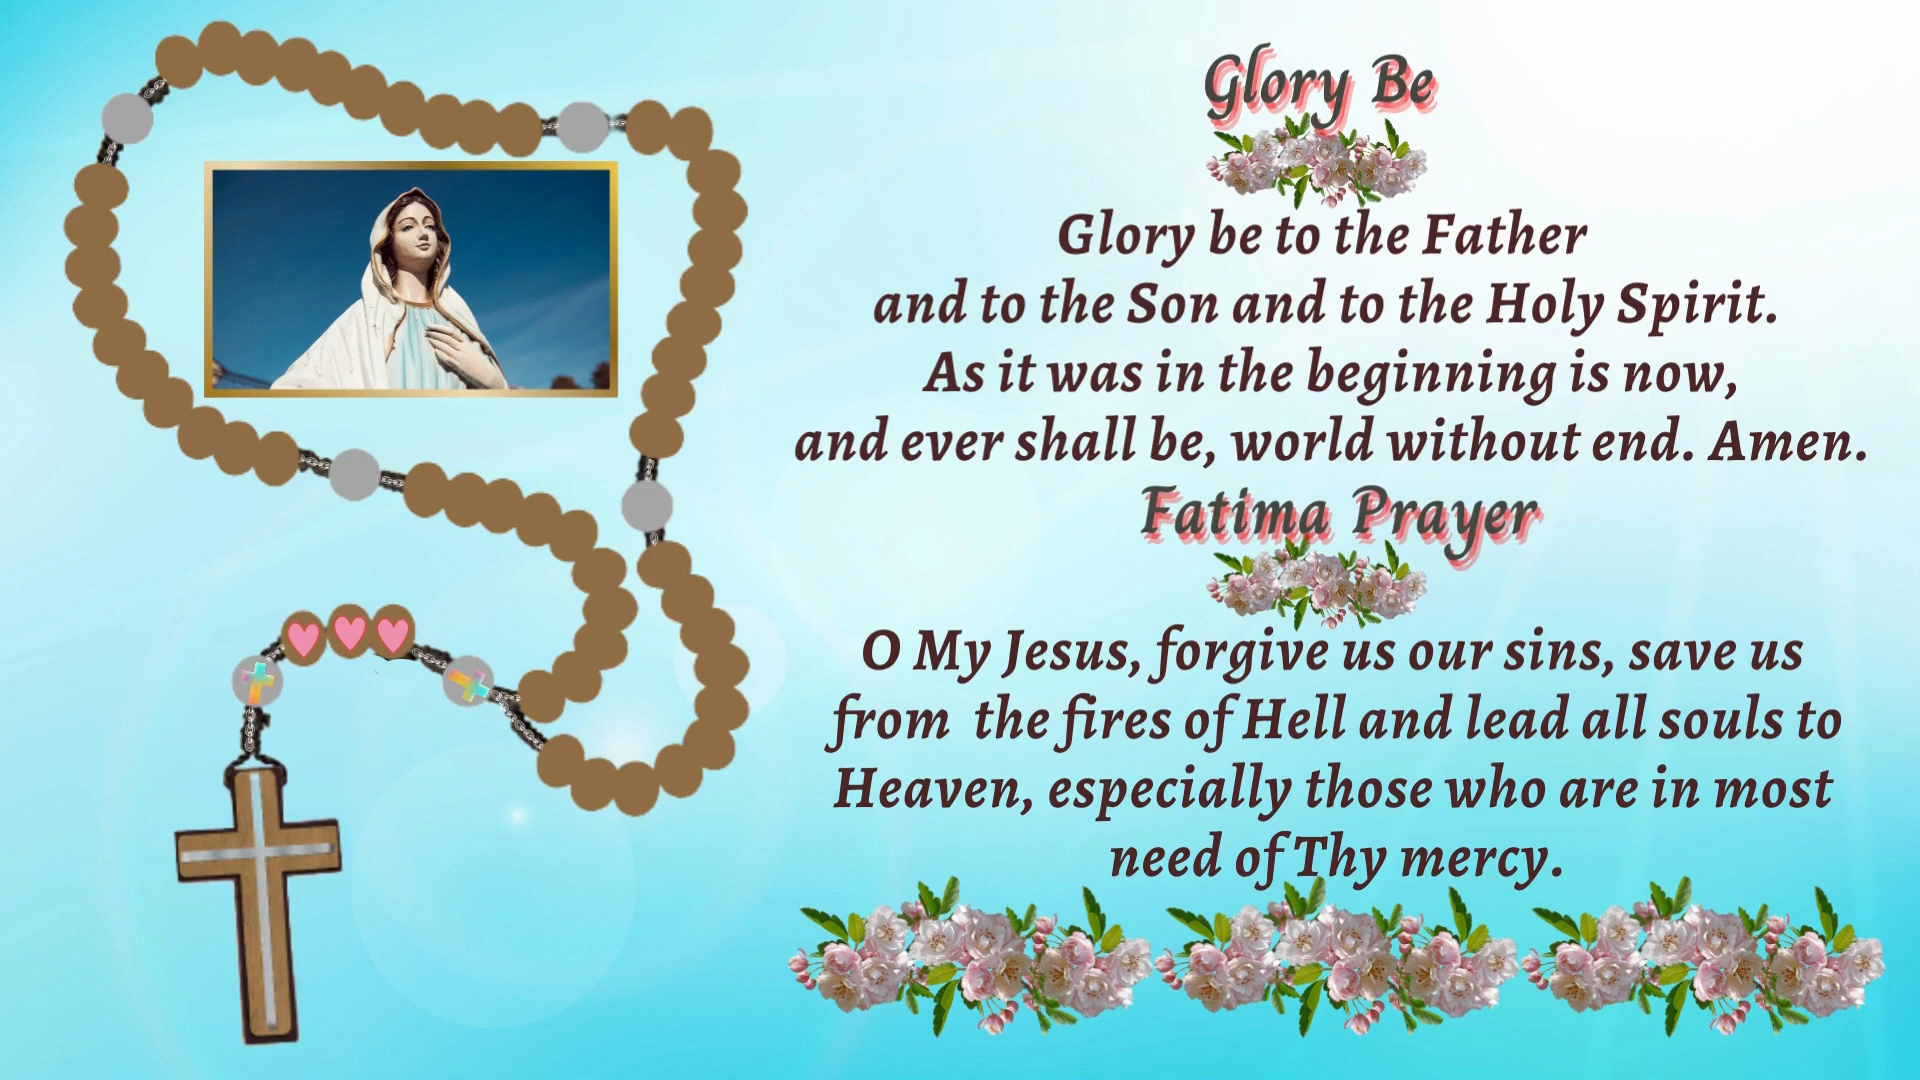 Glory Be
Glory be to the Father
and to the Son and to the Holy Spirit.
As it was in the beginning is now,
and ever shall be, world without end. Amen.
Fatima Prayer
O My Jesus, forgive us our sins, save us
from the fires of Hell and lead all souls to
Heaven, especially those who are in most
need of Thy mercy.